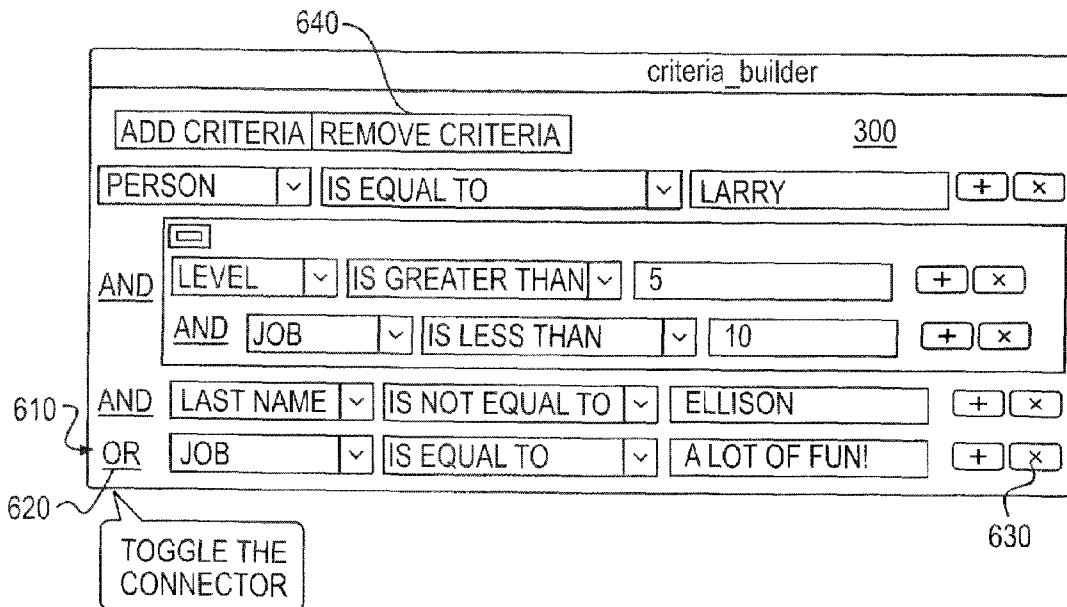 640
criteria_builder
ADD CRITERIA REMOVE CRITERIA 300
PERSON IS EQUAL TO LARRY + ×
AND
LEVEL IS GREATER THAN 5 + ×
AND JOB IS LESS THAN 10 + ×
610 AND LAST NAME IS NOT EQUAL TO ELLISON + ×
OR JOB IS EQUAL TO A LOT OF FUN! + ×
620
630
TOGGLE THE
CONNECTOR